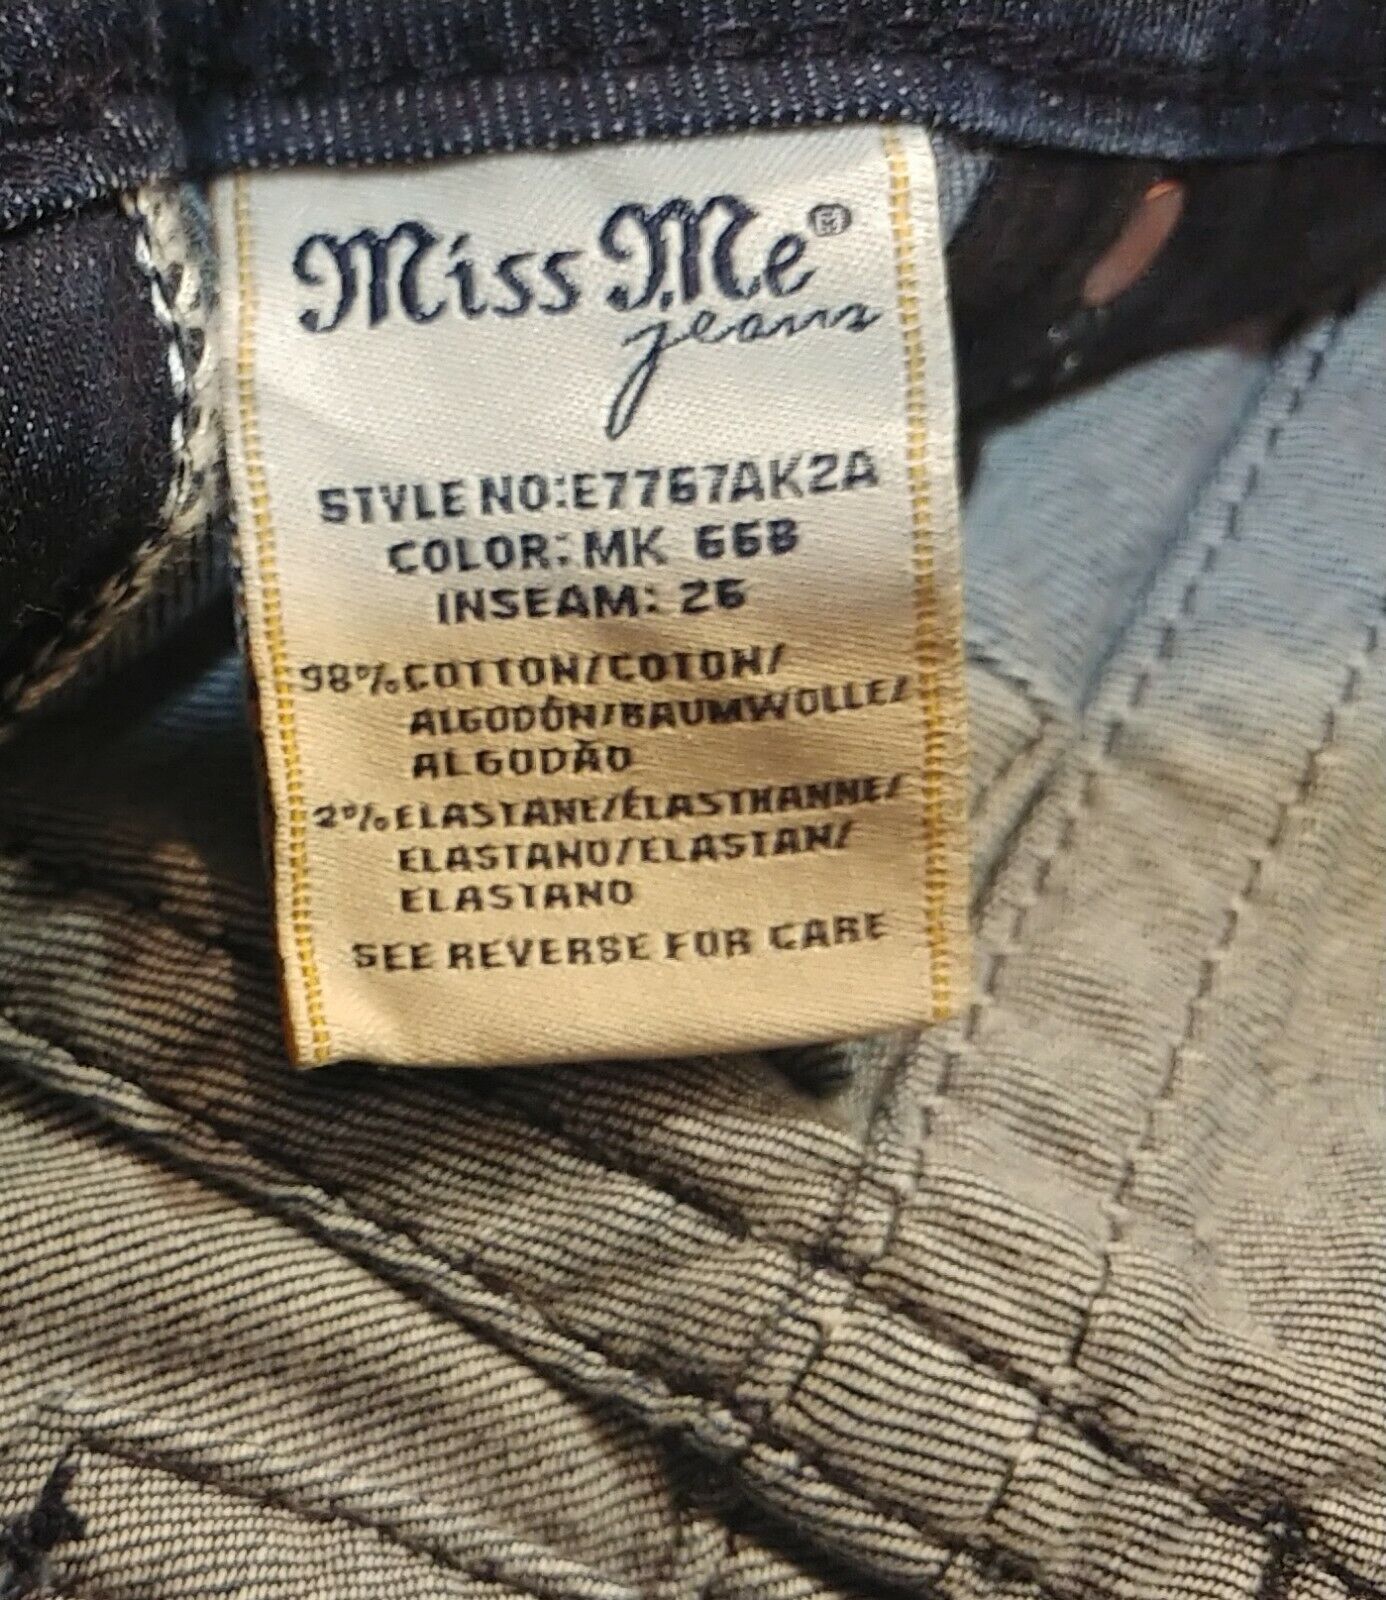 Miss Me®
jeans
STYLE NO:E7767AK2A
COLOR: MK 668
INSEAM: 26
98% COTTON/COTON/
ALGODÓN/BAUMWOLLE/
ALGODÃO
2% ELASTANE/ÉLASTHANNE/
ELASTANO/ELASTAN/
ELASTANO
SEE REVERSE FOR CARE